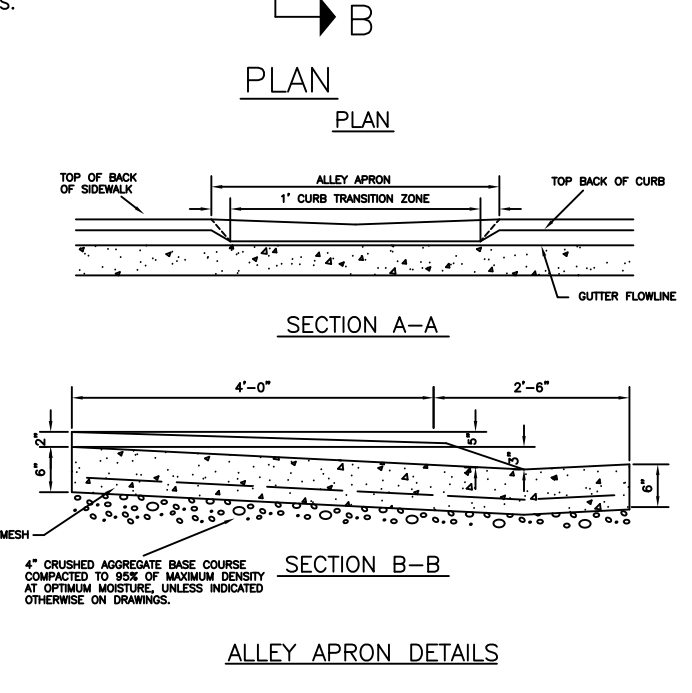 S.
B
PLAN
PLAN
TOP OF BACK
OF SIDEWALK
ALLEY APRON
1' CURB TRANSITION ZONE
TOP BACK OF CURB
GUTTER FLOWLINE
SECTION A-A
4'-0"
2'-6"
2"
5"
3"
6"
6"
MESH
4" CRUSHED AGGREGATE BASE COURSE
COMPACTED TO 95% OF MAXIMUM DENSITY
AT OPTIMUM MOISTURE, UNLESS INDICATED
OTHERWISE ON DRAWINGS.
SECTION B-B
ALLEY APRON DETAILS